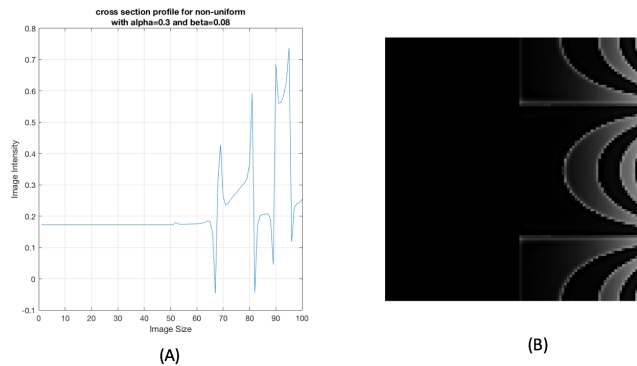 cross section profile for non-uniform
with alpha=0.3 and beta=0.08
0.8
0.7
0.6
0.5
0.4
0.3
0.2
0.1
0
-0.1
Image Intensity
0 10 20 30 40 50 60 70 80 90 100
Image Size
(A)
(B)